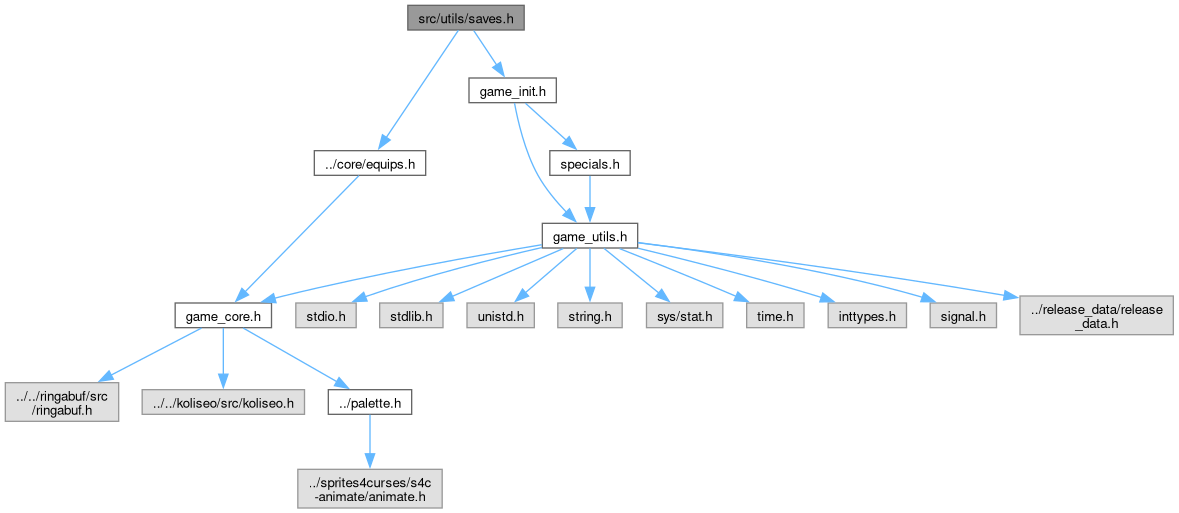 src/utils/saves.h
game_init.h
../core/equips.h
specials.h
game_utils.h
game_core.h
stdio.h
stdlib.h
unistd.h
string.h
sys/stat.h
time.h
inttypes.h
signal.h
../release_data/release
_data.h
../../ringabuf/src
/ringabuf.h
../../koliseo/src/koliseo.h
../palette.h
../sprites4curses/s4c
-animate/animate.h